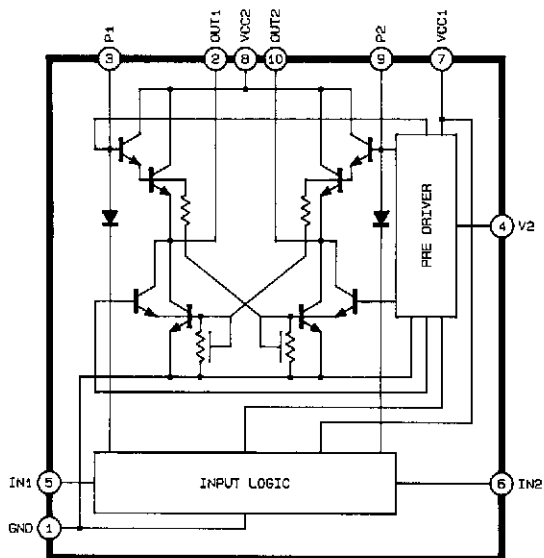 P1 OUT1 VCC2 OUT2 P2 VCC1
3 2 8 10 9 7
PRE DRIVER
4 V2
IN1 5 INPUT LOGIC 6 IN2
GND 1